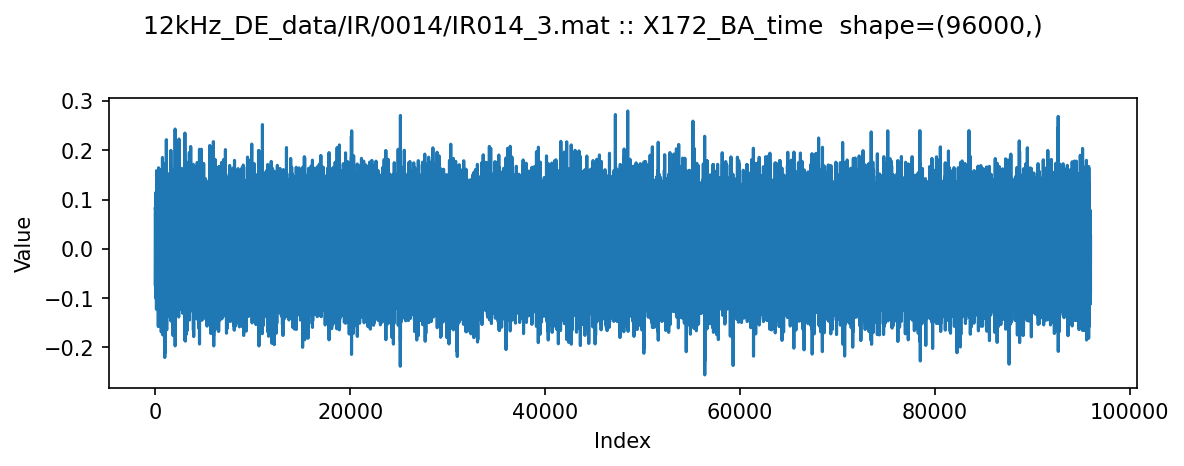 12kHz_DE_data/IR/0014/IR014_3.mat :: X172_BA_time  shape=(96000,)
0.3
0.2
0.1
0.0
−0.1
−0.2
Value
0 20000 40000 60000 80000 100000
Index